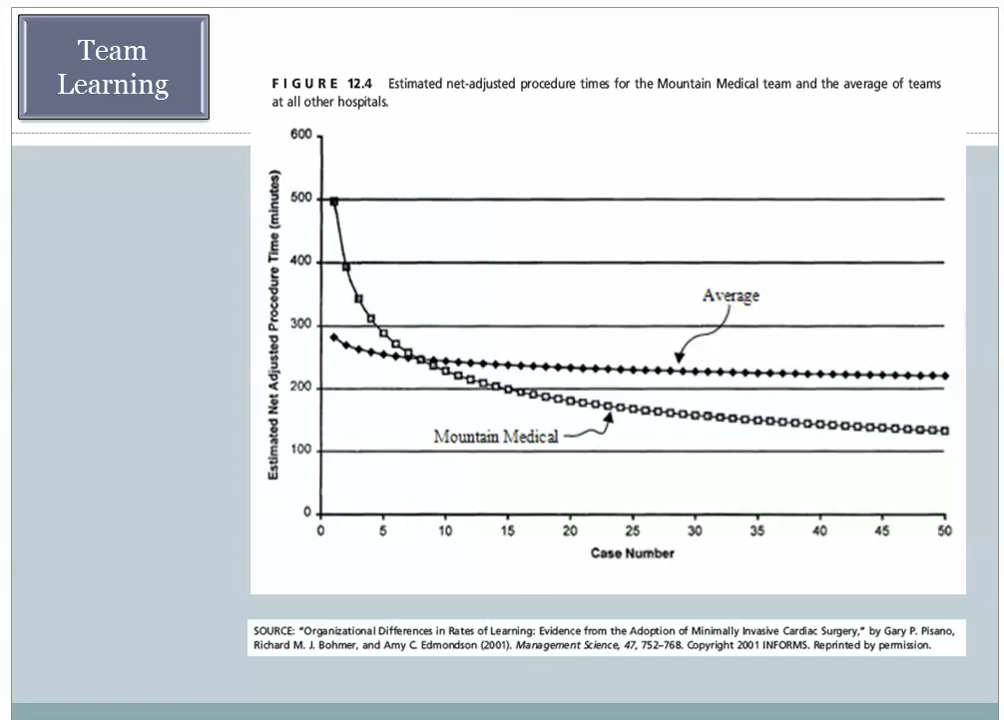 Team
Learning
FIGURE 12.4 Estimated net-adjusted procedure times for the Mountain Medical team and the average of teams
at all other hospitals.
Estimated Net Adjusted Procedure Time (minutes)
600
500
400
300
200
100
0
Average
Mountain Medical
0 5 10 15 20 25 30 35 40 45 50
Case Number
SOURCE: "Organizational Differences in Rates of Learning: Evidence from the Adoption of Minimally Invasive Cardiac Surgery," by Gary P. Pisano,
Richard M. J. Bohmer, and Amy C. Edmondson (2001). Management Science, 47, 752–768. Copyright 2001 INFORMS. Reprinted by permission.